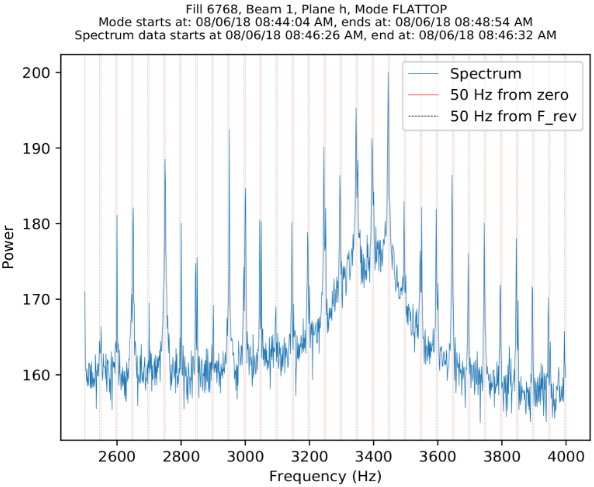 Fill 6768, Beam 1, Plane h, Mode FLATTOP
Mode starts at: 08/06/18 08:44:04 AM, ends at: 08/06/18 08:48:54 AM
Spectrum data starts at 08/06/18 08:46:26 AM, end at: 08/06/18 08:46:32 AM
Spectrum
50 Hz from zero
50 Hz from F_rev
200
190
180
170
160
Power
2600 2800 3000 3200 3400 3600 3800 4000
Frequency (Hz)